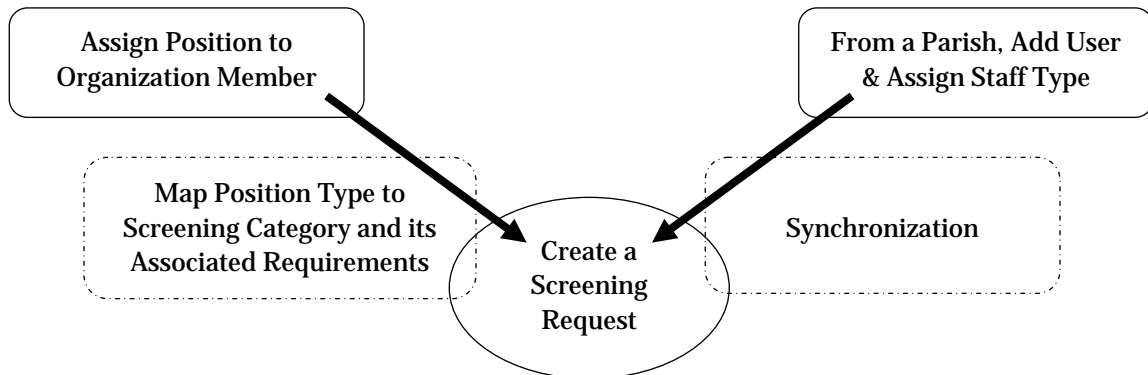 Assign Position to
Organization Member
From a Parish, Add User
& Assign Staff Type
Map Position Type to
Screening Category and its
Associated Requirements
Synchronization
Create a
Screening
Request